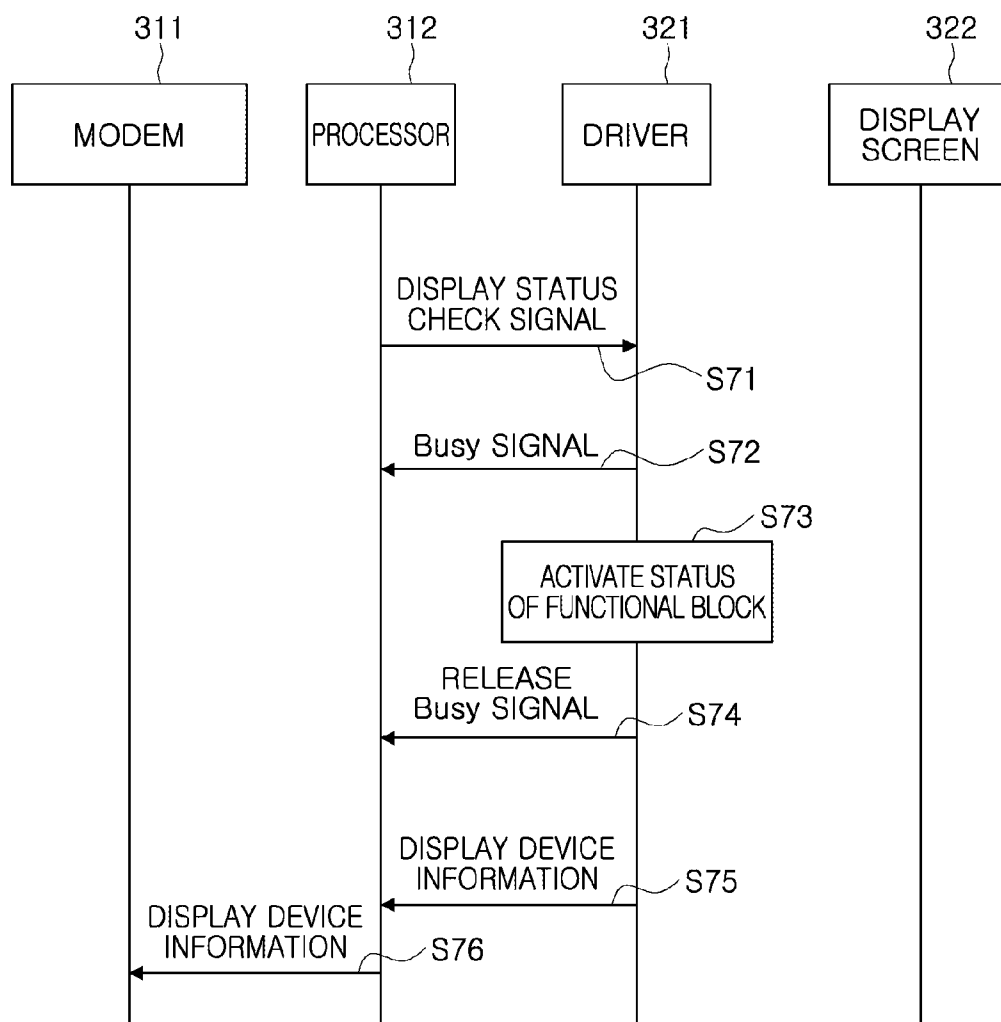 311
312
321
322
MODEM
PROCESSOR
DRIVER
DISPLAY
SCREEN
DISPLAY STATUS
CHECK SIGNAL
S71
Busy SIGNAL
S72
S73
ACTIVATE STATUS
OF FUNCTIONAL BLOCK
RELEASE
Busy SIGNAL
S74
DISPLAY DEVICE
INFORMATION
S75
DISPLAY DEVICE
INFORMATION
S76